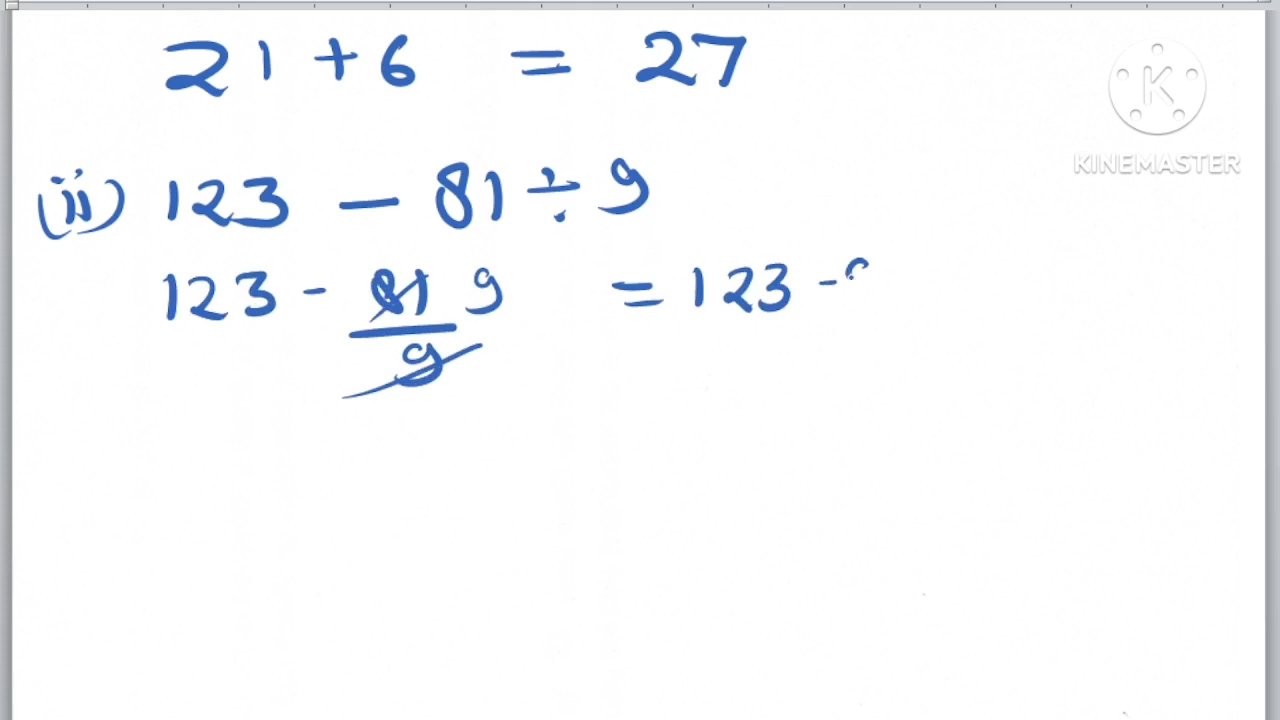 21 + 6 = 27
K
KINEMASTER
(ii) 123 - 81 ÷ 9
123 - 81 9 = 123 -
9